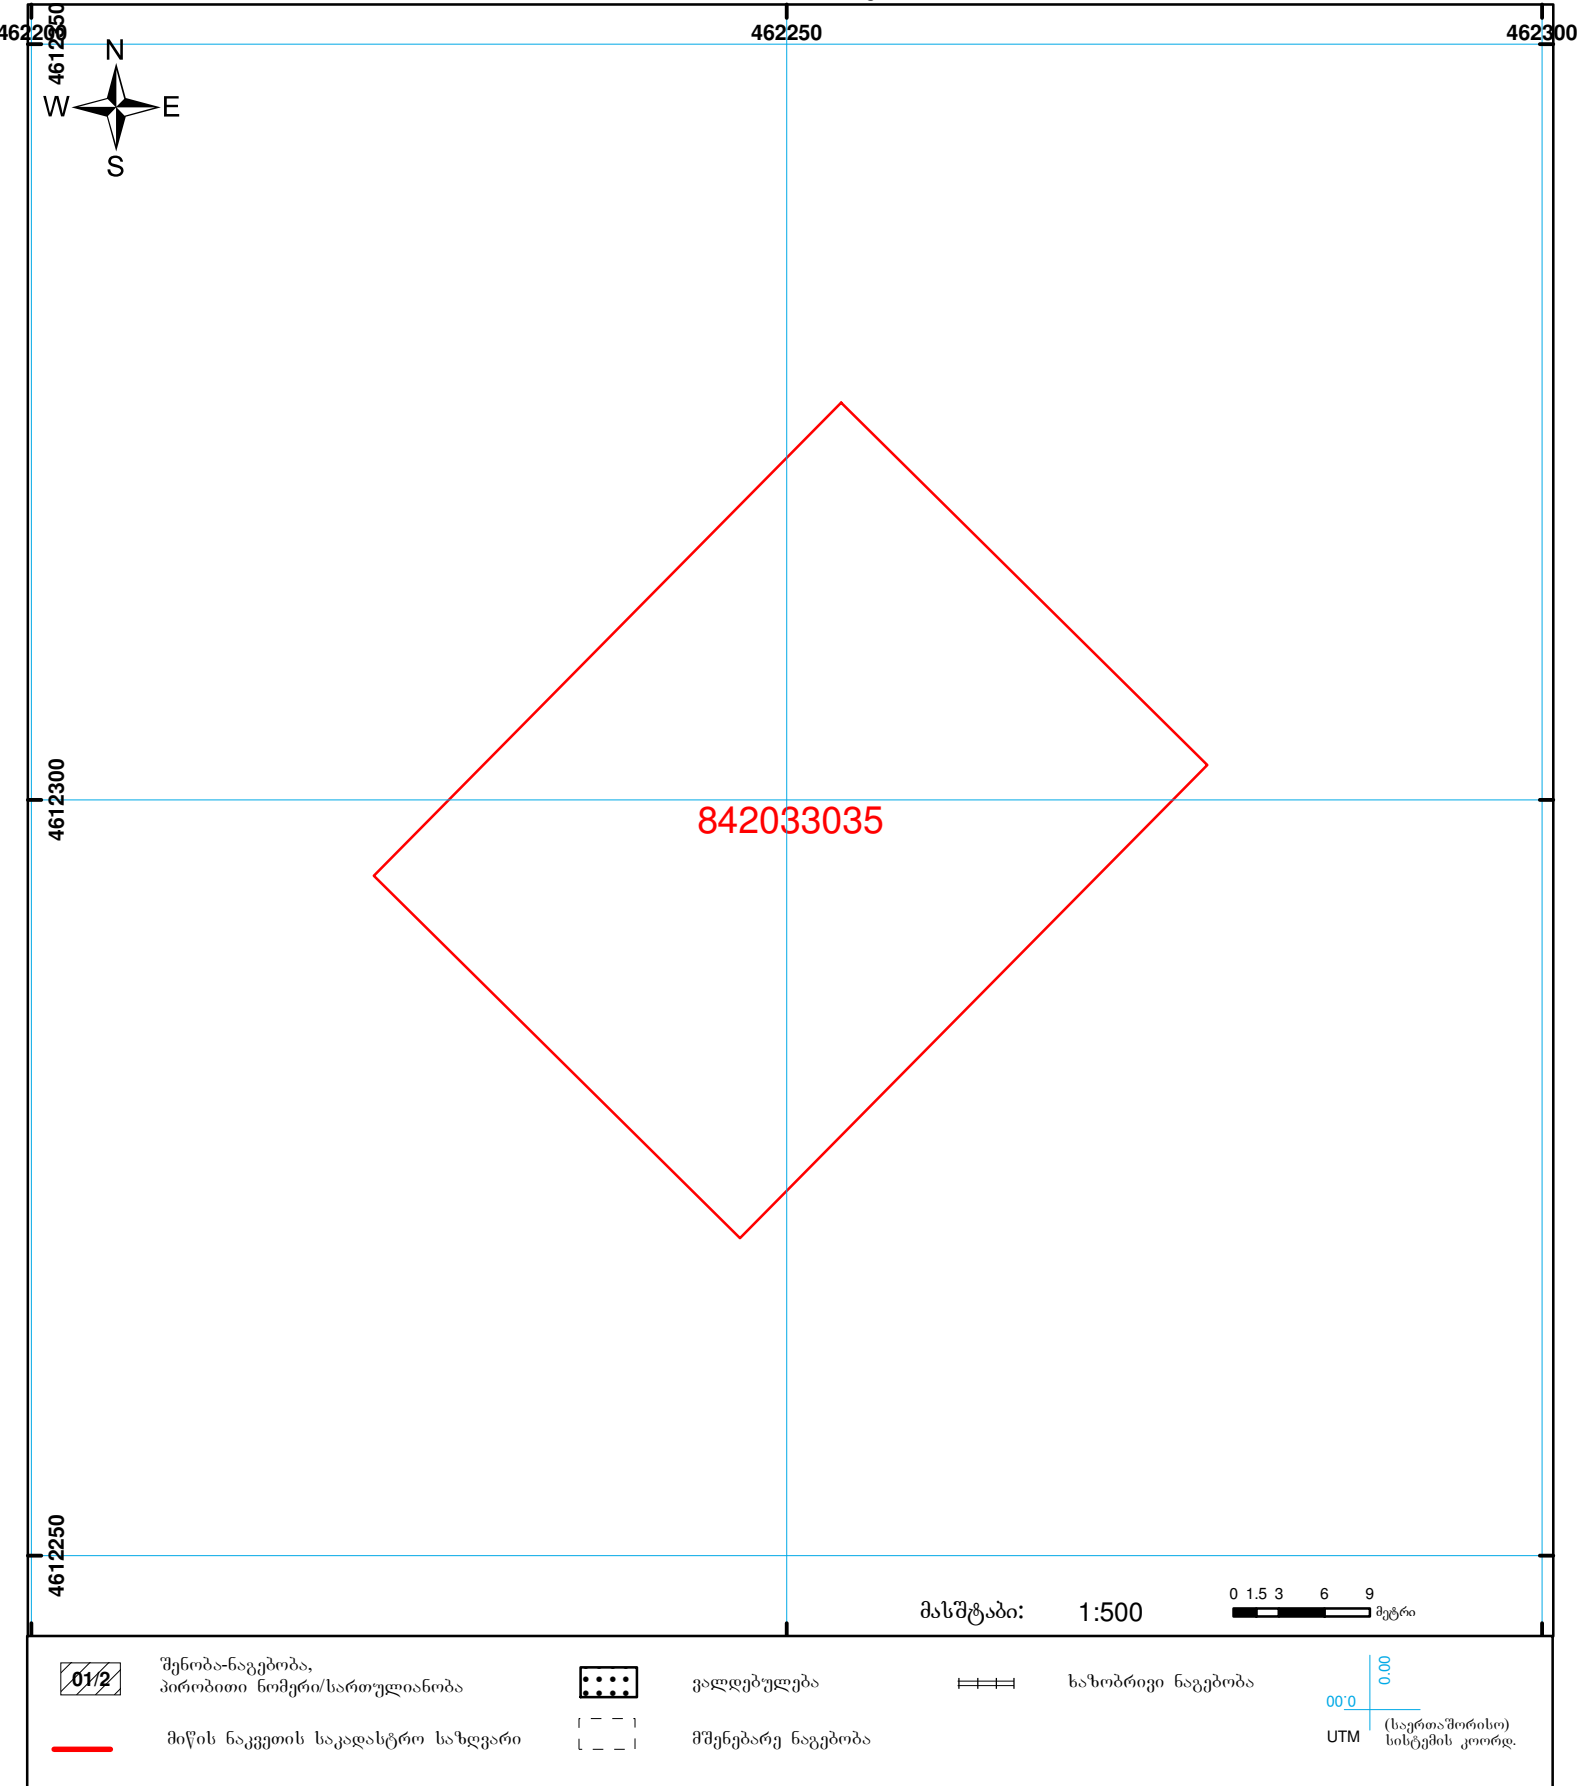 462200 462250 462300
461250
N
W E
S
4612300
842033035
4612250
მასშტაბი: 1:500
0 1.5 3 6 9
მეტრი
01/2
შენობა-ნაგებობა,
პირობითი ნომერი/სართულიანობა
ვალდებულება
ხაზობრივი ნაგებობა
მიწის ნაკვეთის საკადასტრო საზღვარი
მშენებარე ნაგებობა
0.00
00.0
UTM
(საერთაშორისო)
სისტემის კოორდ.